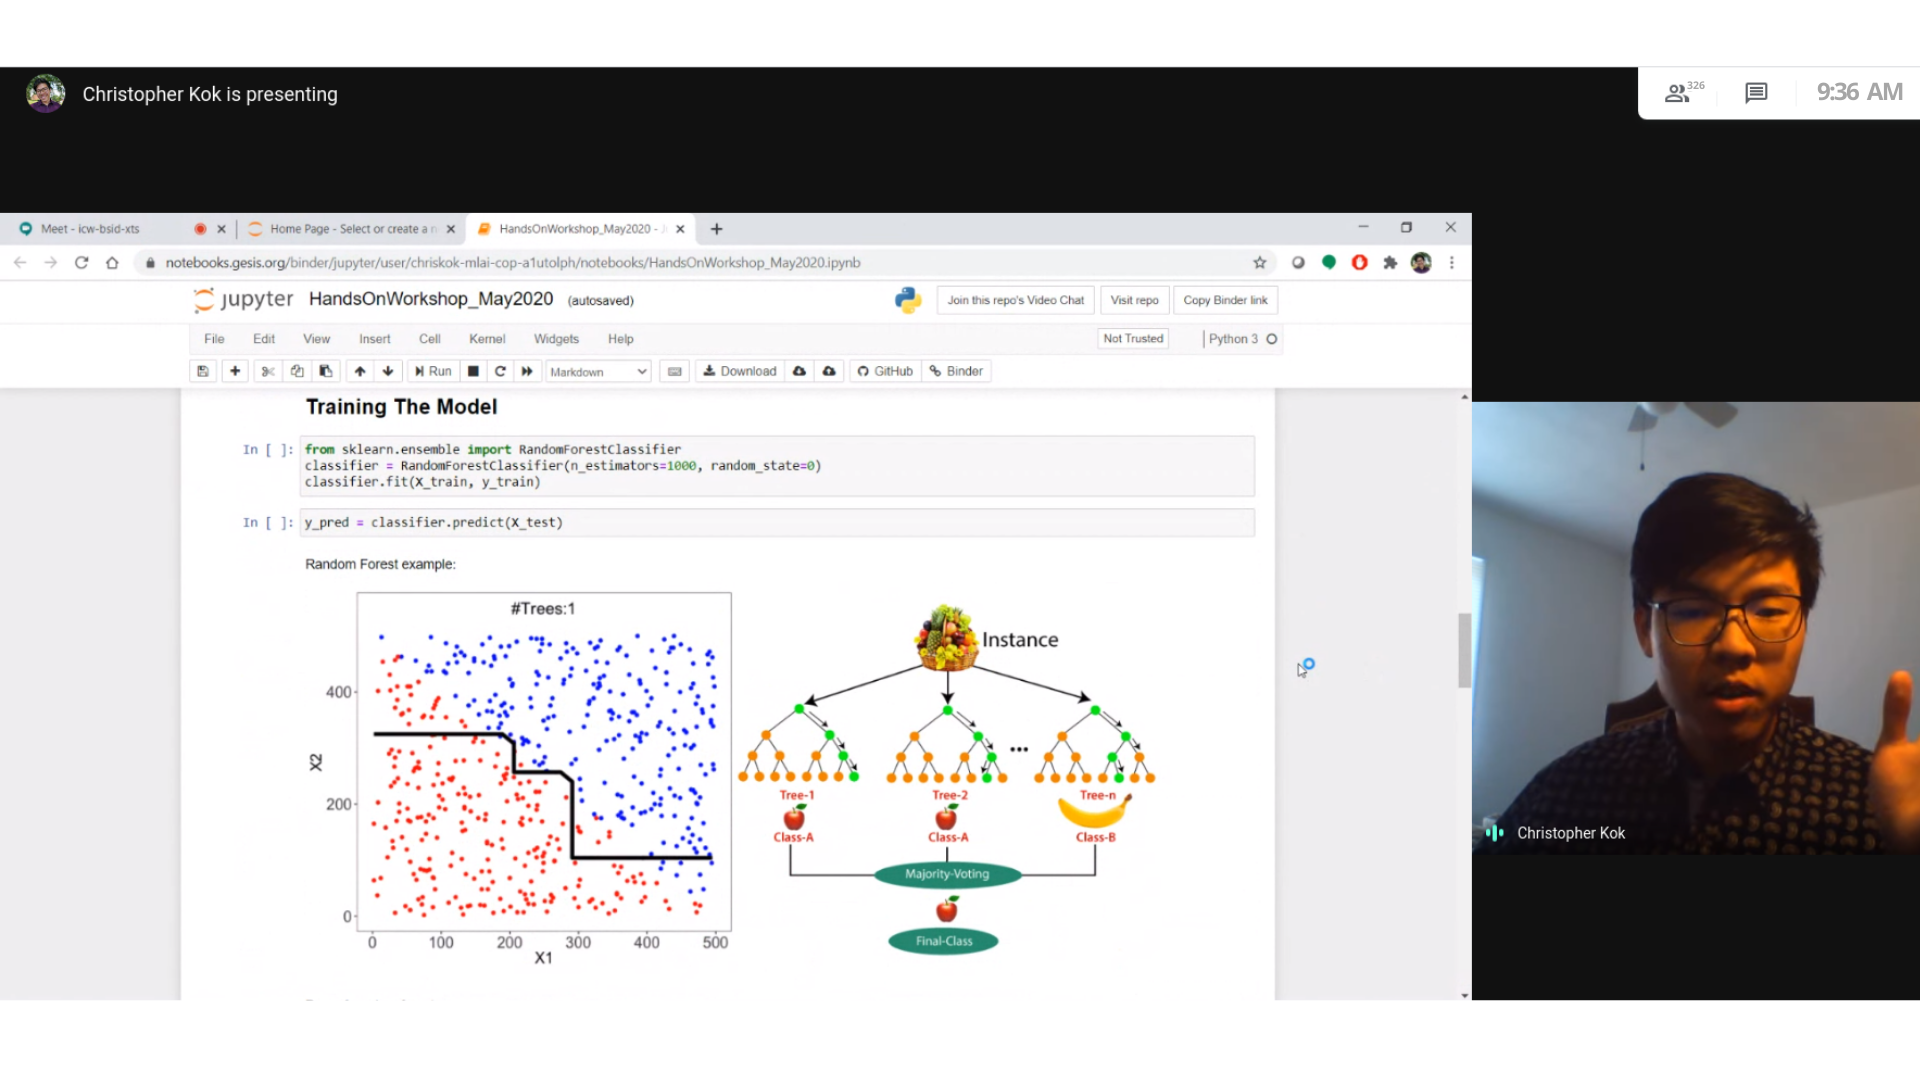 Christopher Kok is presenting
326
9:36 AM
Meet - icw-bsid-xts
Home Page - Select or create a n
HandsOnWorkshop_May2020 - J
notebooks.gesis.org/binder/jupyter/user/chriskok-mlai-cop-a1utolph/notebooks/HandsOnWorkshop_May2020.ipynb
jupyter HandsOnWorkshop_May2020 (autosaved)
Join this repo's Video Chat
Visit repo
Copy Binder link
File Edit View Insert Cell Kernel Widgets Help
Not Trusted
Python 3
Run
Markdown
Download
GitHub
Binder
Training The Model
In [ ]: from sklearn.ensemble import RandomForestClassifier
classifier = RandomForestClassifier(n_estimators=1000, random_state=0)
classifier.fit(X_train, y_train)
In [ ]: y_pred = classifier.predict(X_test)
Random Forest example:
#Trees:1
400
200
0
X2
0 100 200 300 400 500
X1
Instance
...
Tree-1 Tree-2 Tree-n
Class-A Class-A Class-B
Majority-Voting
Final-Class
Christopher Kok